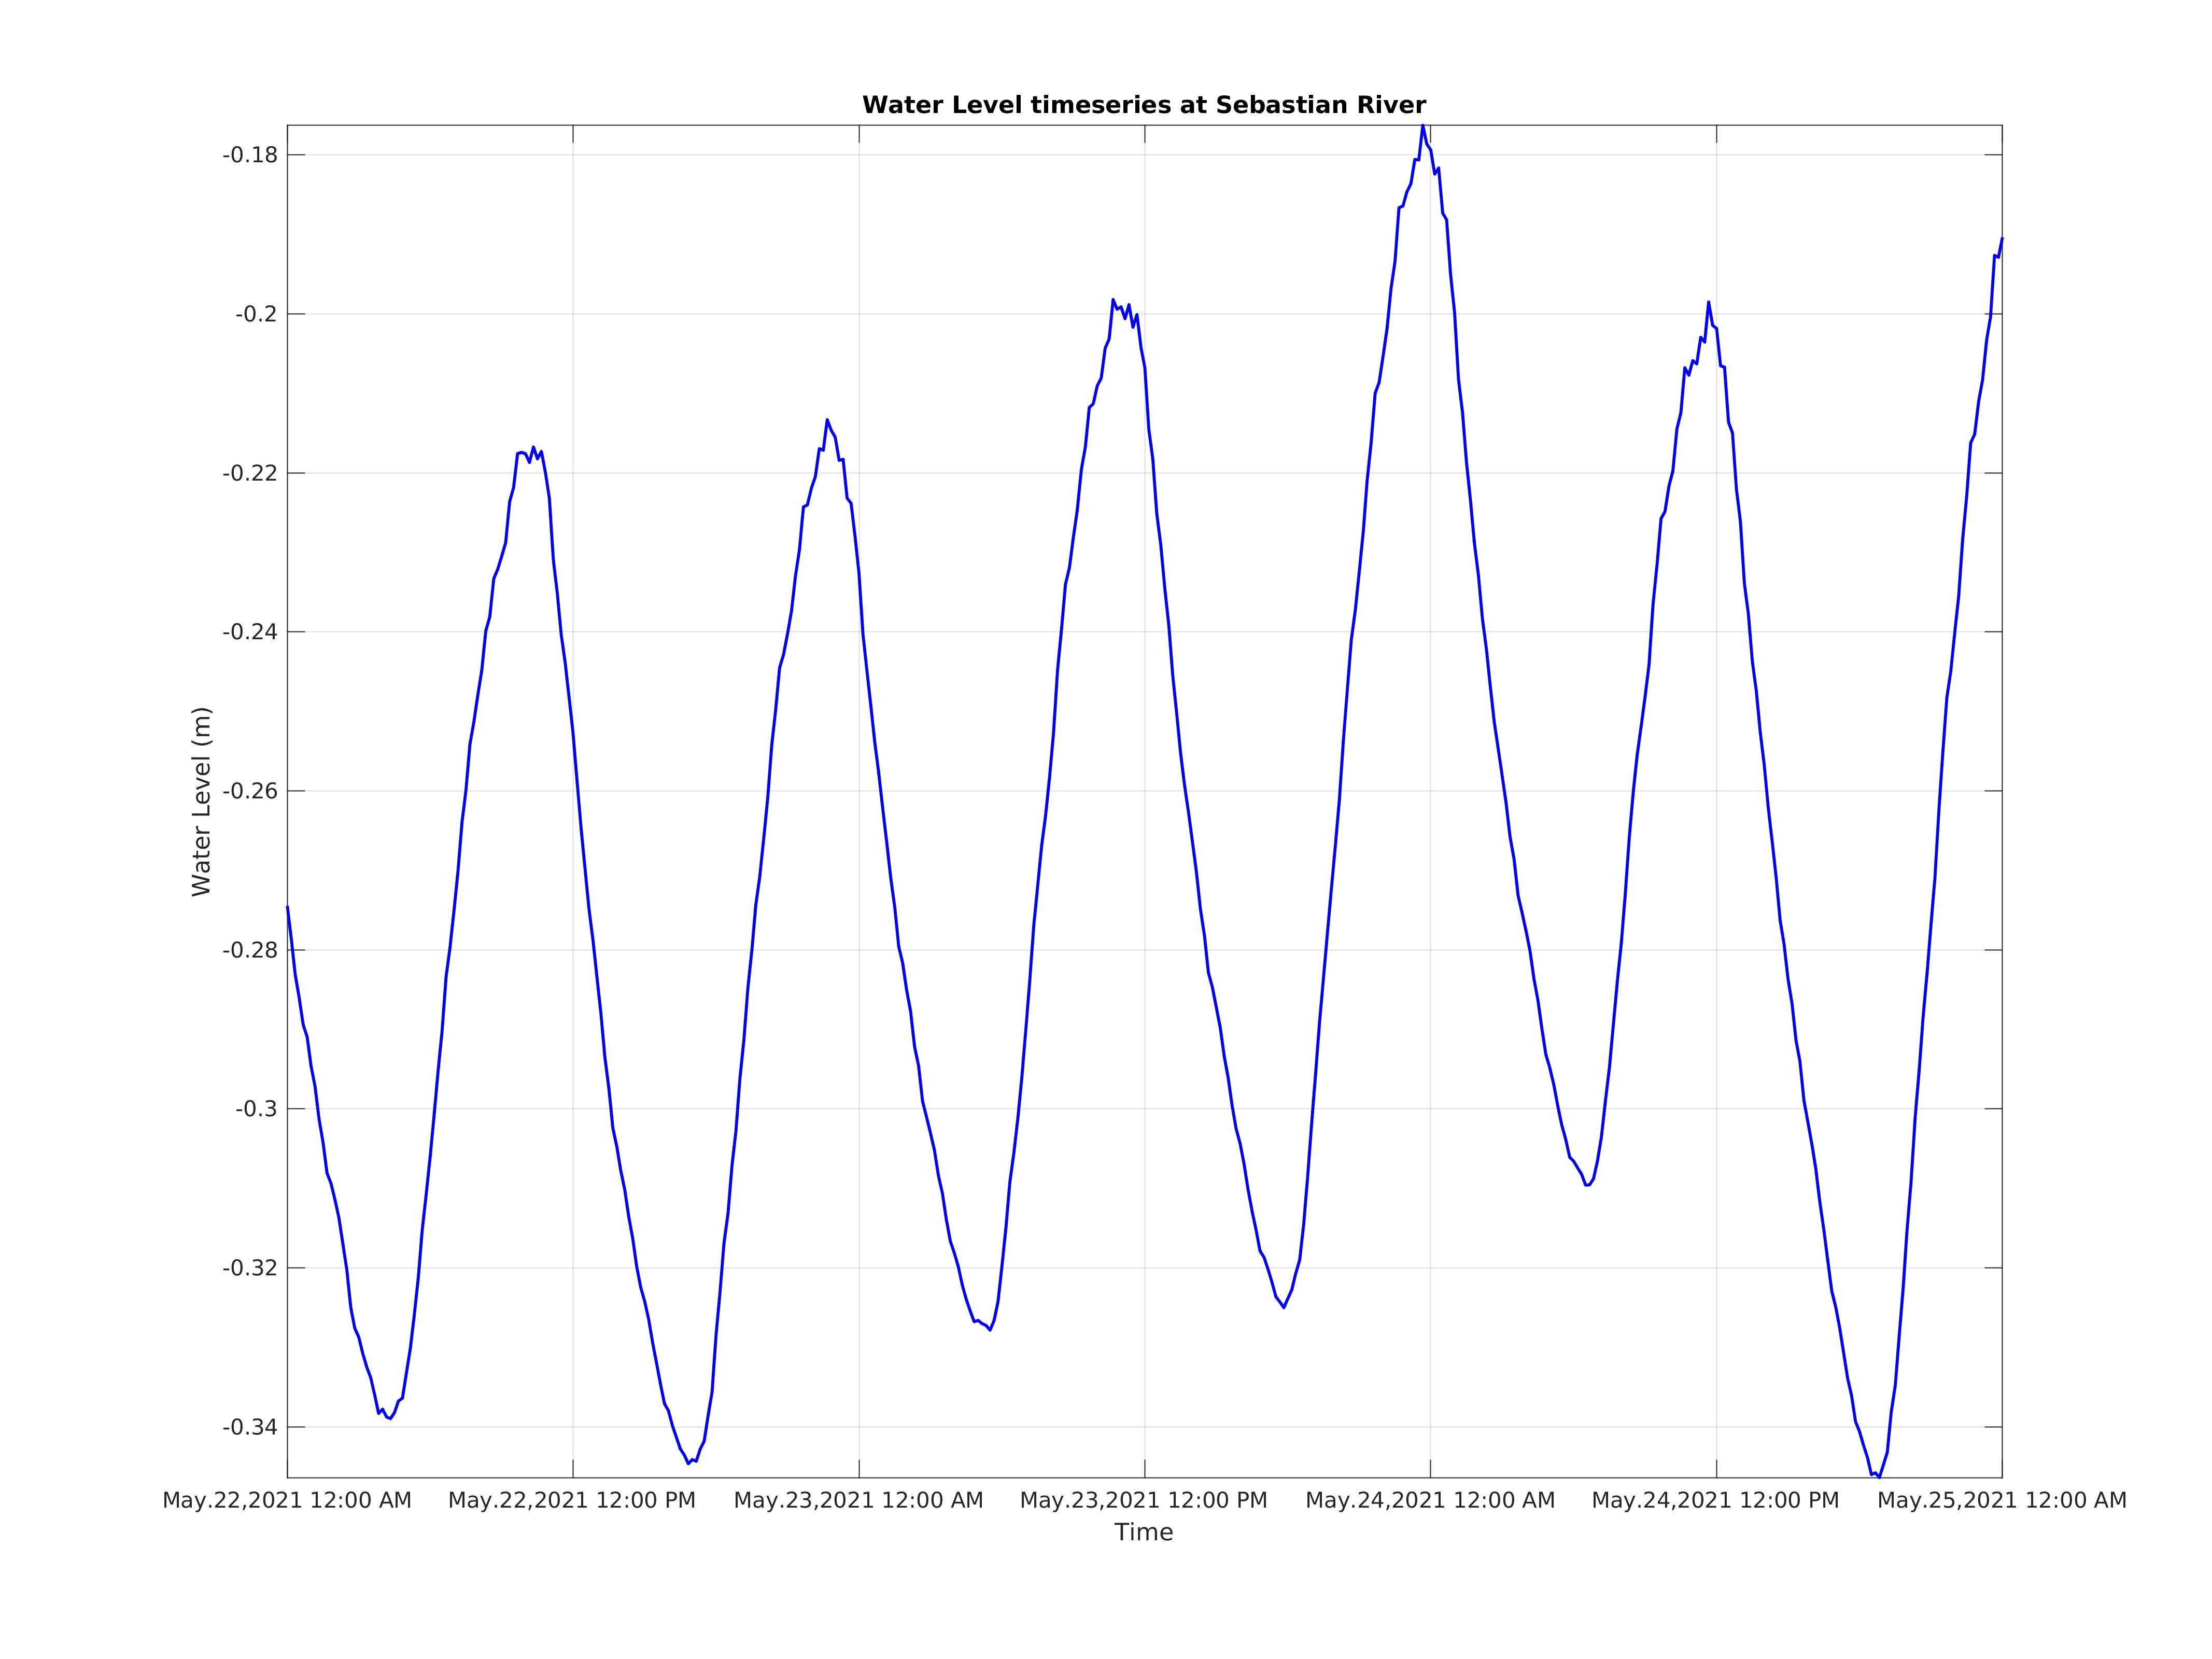 Water Level timeseries at Sebastian River
-0.18
-0.2
-0.22
-0.24
-0.26
-0.28
-0.3
-0.32
-0.34
Water Level (m)
May.22,2021 12:00 AM May.22,2021 12:00 PM May.23,2021 12:00 AM May.23,2021 12:00 PM May.24,2021 12:00 AM May.24,2021 12:00 PM May.25,2021 12:00 AM
Time